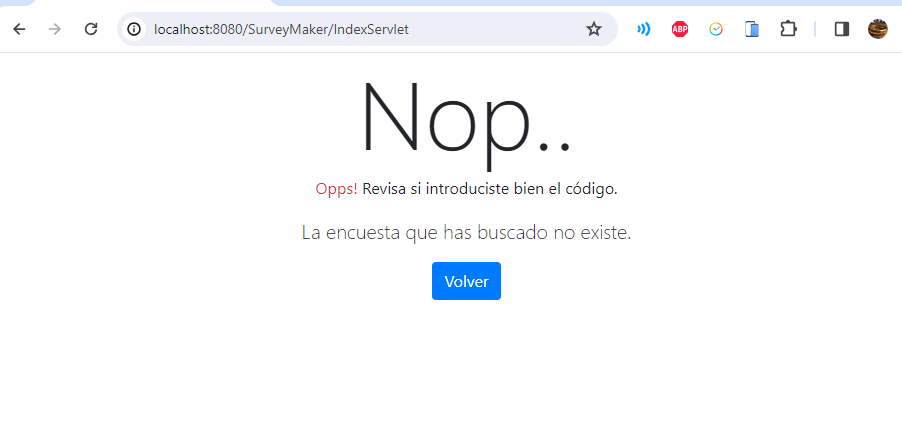 localhost:8080/SurveyMaker/IndexServlet
ABP
Nop..
Opps! Revisa si introduciste bien el código.
La encuesta que has buscado no existe.
Volver